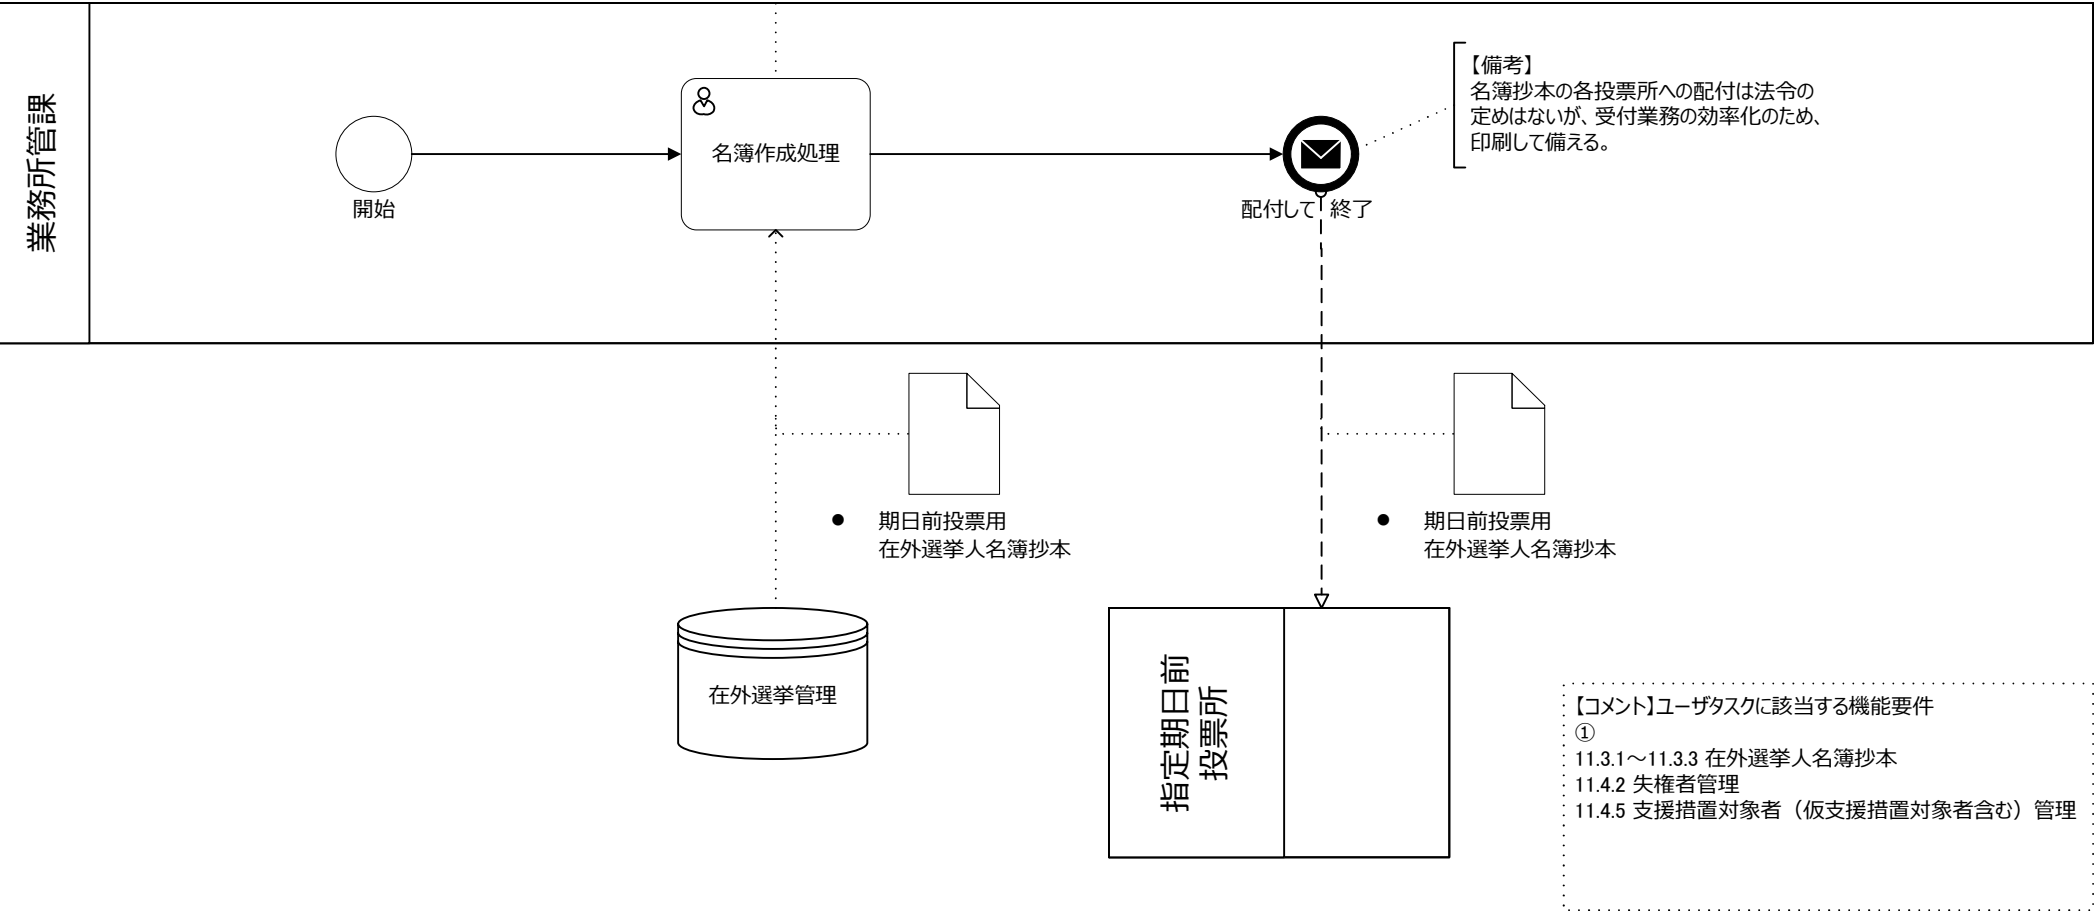 業務所管課
開始
名簿作成処理
配付して 終了
【備考】
名簿抄本の各投票所への配付は法令の
定めはないが、受付業務の効率化のため、
印刷して備える。
● 期日前投票用
在外選挙人名簿抄本
● 期日前投票用
在外選挙人名簿抄本
在外選挙管理
指定期日前
投票所
【コメント】ユーザタスクに該当する機能要件
①
11.3.1～11.3.3 在外選挙人名簿抄本
11.4.2 失権者管理
11.4.5 支援措置対象者（仮支援措置対象者含む）管理